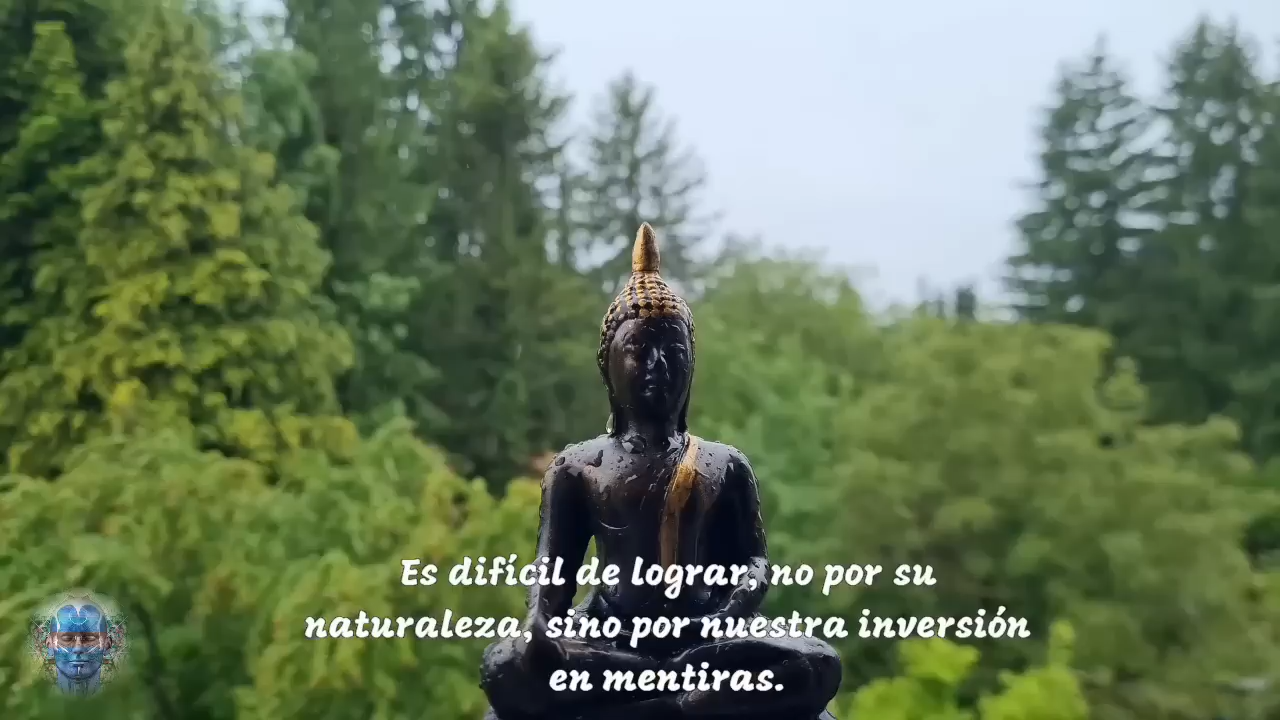 Es difícil de lograr, no por su
naturaleza, sino por nuestra inversión
en mentiras.